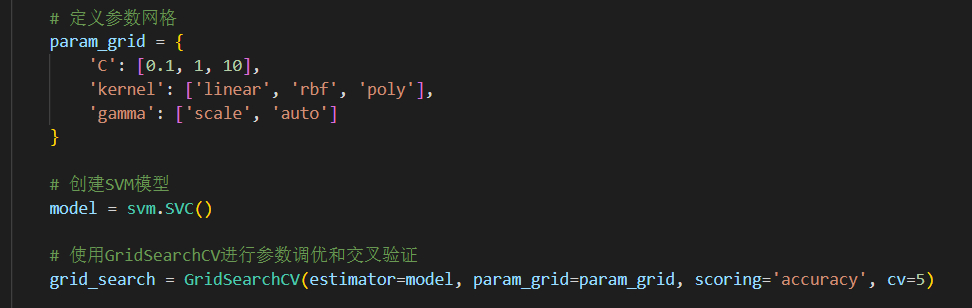 # 定义参数网格
param_grid = {
'C': [0.1, 1, 10],
'kernel': ['linear', 'rbf', 'poly'],
'gamma': ['scale', 'auto']
}
# 创建SVM模型
model = svm.SVC()
# 使用GridSearchCV进行参数调优和交叉验证
grid_search = GridSearchCV(estimator=model, param_grid=param_grid, scoring='accuracy', cv=5)